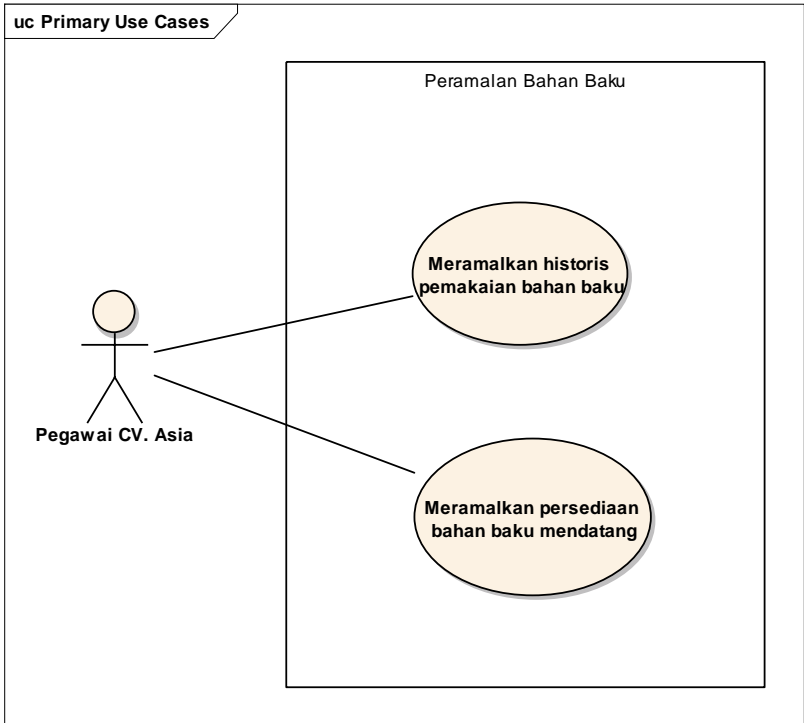 uc Primary Use Cases
Peramalan Bahan Baku
Meramalkan historis
pemakaian bahan baku
Pegawai CV. Asia
Meramalkan persediaan
bahan baku mendatang